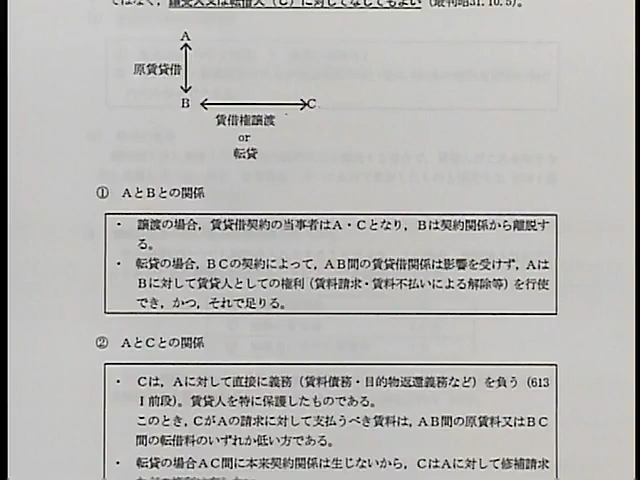 ではなく，譲受人又は転借人（C）に対してなしてもよい（最判昭31.10.5）。
A
原賃貸借
B
C
賃借権譲渡
or
転貸
① AとBとの関係
・ 譲渡の場合，賃貸借契約の当事者はA・Cとなり，Bは契約関係から離脱す
る。
・ 転貸の場合，BCの契約によって，AB間の賃貸借関係は影響を受けず，Aは
Bに対して賃貸人としての権利（賃料請求・賃料不払いによる解除等）を行使
でき，かつ，それで足りる。
② AとCとの関係
・ Cは，Aに対して直接に義務（賃料債務・目的物返還義務など）を負う（613
Ⅰ前段）。賃貸人を特に保護したものである。
このとき，CがAの請求に対して支払うべき賃料は，AB間の原賃料又はBC
間の転借料のいずれか低い方である。
・ 転貸の場合AC間に本来契約関係は生じないから，CはAに対して修補請求